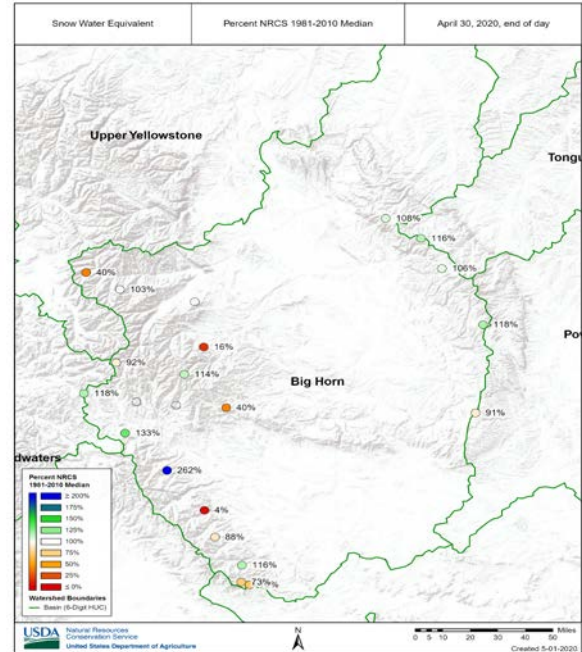 Snow Water Equivalent
Percent NRCS 1981-2010 Median
April 30, 2020, end of day
Upper Yellowstone
Tongu
108%
116%
106%
40%
103%
118%
Pov
16%
92%
114%
Big Horn
118%
40%
91%
133%
dwaters
262%
4%
88%
116%
73%
%
Percent NRCS
1981-2010 Median
≥ 200%
175%
150%
125%
100%
75%
50%
25%
≤ 0%
Watershed Boundaries
Basin (6-Digit HUC)
USDA
Natural Resources
Conservation Service
United States Department of Agriculture
N
Miles
0 5 10 20 30 40 50
Created 5-01-2020